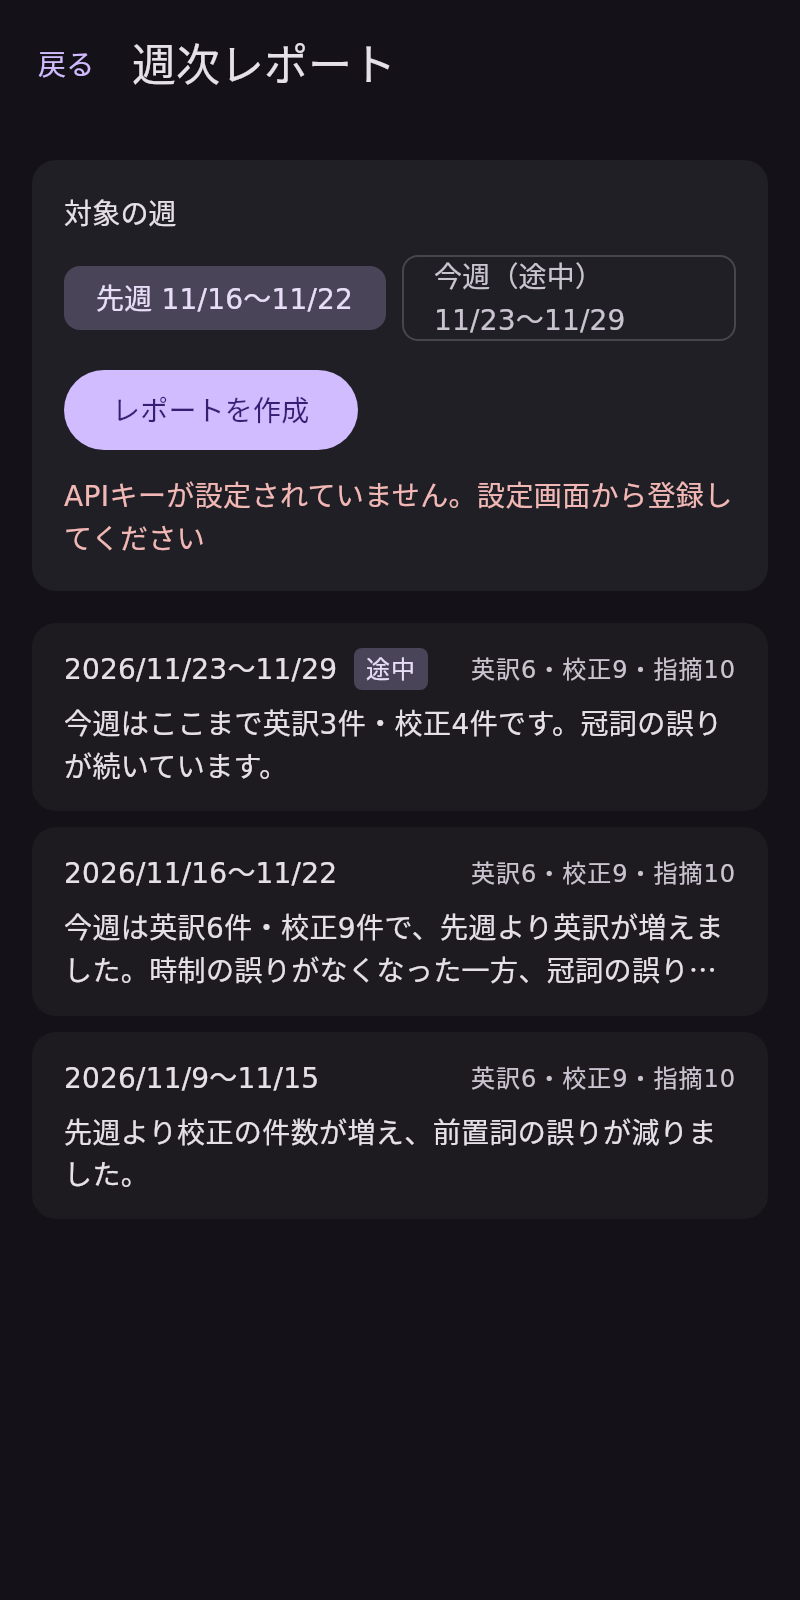 戻る 週次レポート
対象の週
先週 11/16〜11/22
今週（途中）
11/23〜11/29
レポートを作成
APIキーが設定されていません。設定画面から登録し
てください
2026/11/23〜11/29 途中 英訳6・校正9・指摘10
今週はここまで英訳3件・校正4件です。冠詞の誤り
が続いています。
2026/11/16〜11/22 英訳6・校正9・指摘10
今週は英訳6件・校正9件で、先週より英訳が増えま
した。時制の誤りがなくなった一方、冠詞の誤り…
2026/11/9〜11/15 英訳6・校正9・指摘10
先週より校正の件数が増え、前置詞の誤りが減りま
した。